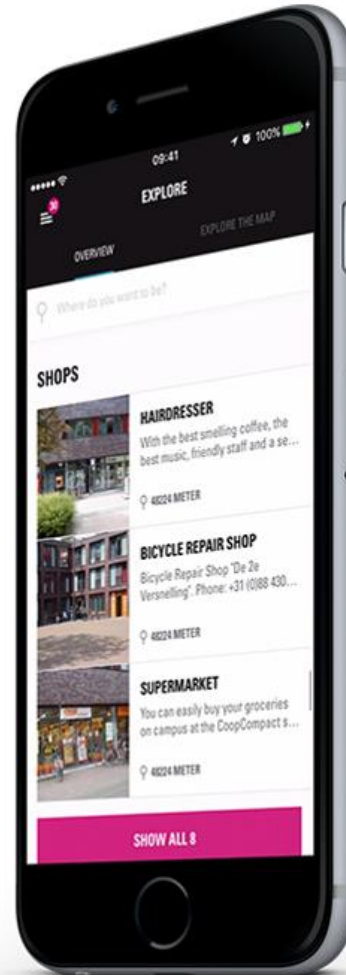 09:41
100%
30
EXPLORE
OVERVIEW
EXPLORE THE MAP
Where do you want to be?
SHOPS
HAIRDRESSER
With the best smelling coffee, the
best music, friendly staff and a se...
48224 METER
BICYCLE REPAIR SHOP
Bicycle Repair Shop "De 2e
Versnelling". Phone: +31 (0)88 430...
48224 METER
SUPERMARKET
You can easily buy your groceries
on campus at the CoopCompact s...
48224 METER
SHOW ALL 8